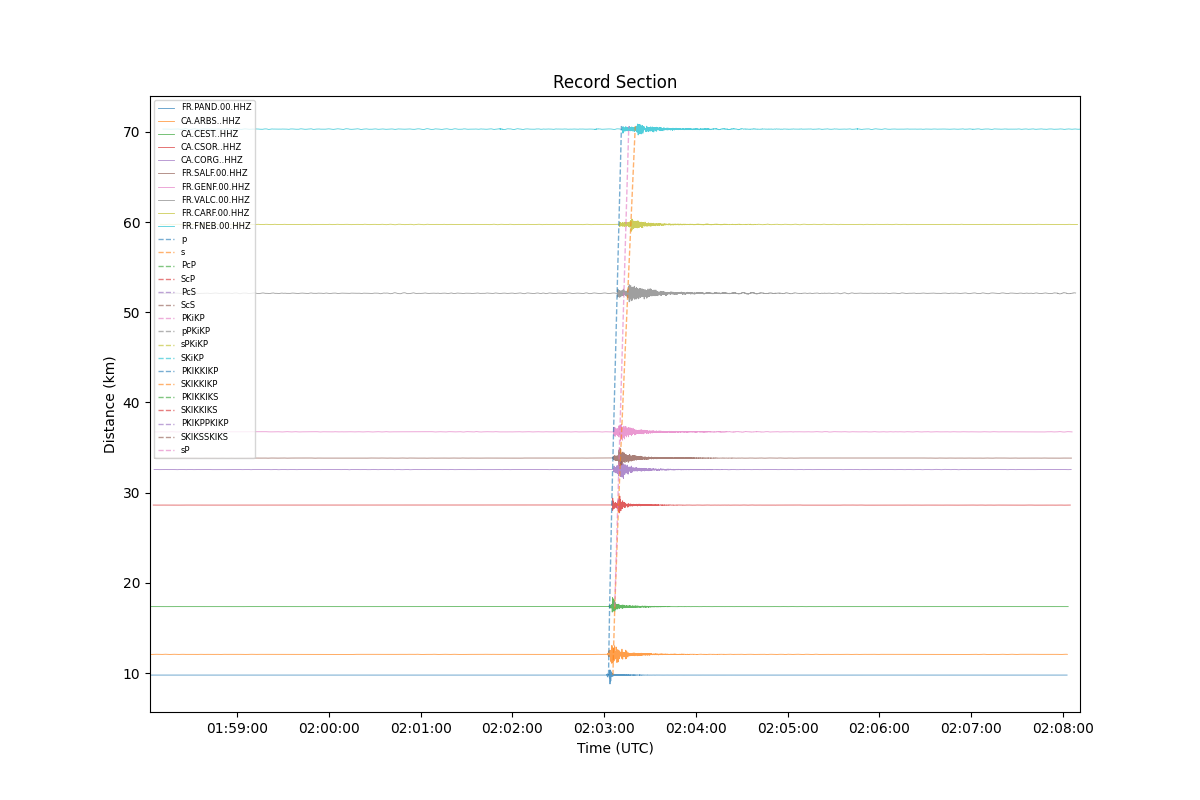 Record Section
FR.PAND.00.HHZ
CA.ARBS..HHZ
CA.CEST..HHZ
CA.CSOR..HHZ
CA.CORG..HHZ
FR.SALF.00.HHZ
FR.GENF.00.HHZ
FR.VALC.00.HHZ
FR.CARF.00.HHZ
FR.FNEB.00.HHZ
p
s
PcP
ScP
PcS
ScS
PKiKP
pPKiKP
sPKiKP
SKiKP
PKIKKIKP
SKIKKIKP
PKIKKIKS
SKIKKIKS
PKIKPPKIKP
SKIKSSKIKS
sP
70
60
50
40
30
20
10
Distance (km)
01:59:00 02:00:00 02:01:00 02:02:00 02:03:00 02:04:00 02:05:00 02:06:00 02:07:00 02:08:00
Time (UTC)